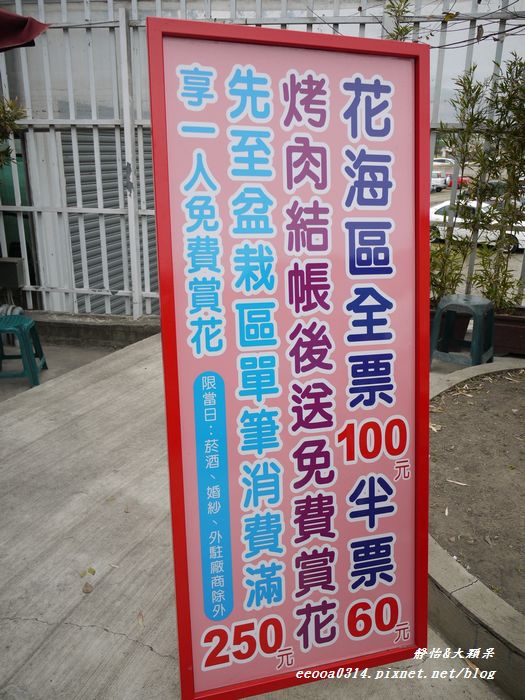 花海區全票100元半票60元
烤肉結帳後送免費賞花
先至盆栽區單筆消費滿250元
享一人免費賞花
限當日：菸酒、婚紗、外駐廠商除外
靜怡&大顆呆
eeooa0314.pixnet.net/blog